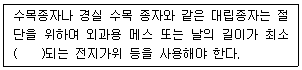 수목종자나 경실 수목 종자와 같은 대립종자는 절
단을 위하여 외과용 메스 또는 날의 길이가 최소
(    )되는 전지가위 등을 사용해야 한다.